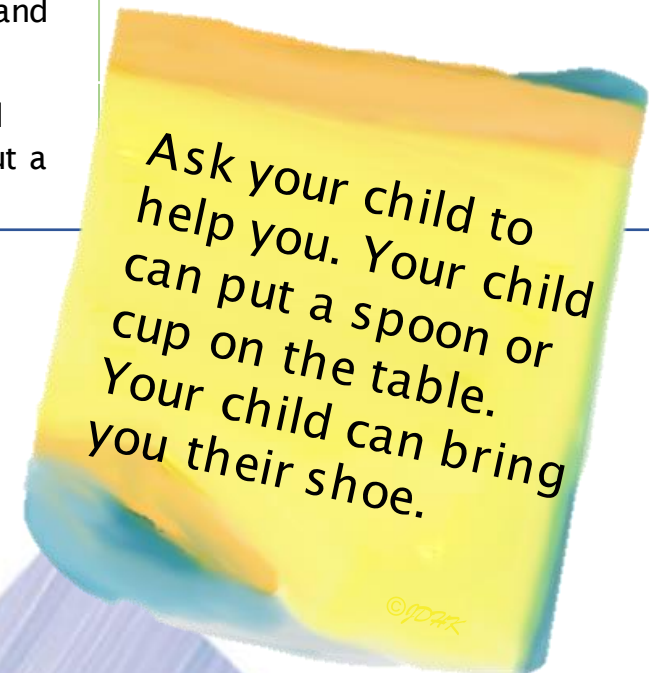 and
ut a
Ask your child to
help you. Your child
can put a spoon or
cup on the table.
Your child can bring
you their shoe.
©JDHK